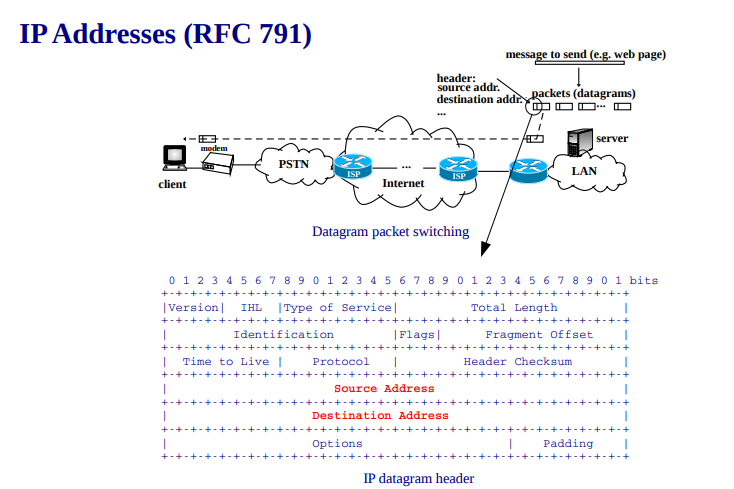 IP Addresses (RFC 791)
message to send (e.g. web page)
header:
source addr.
destination addr.
...
packets (datagrams)
...
modem
server
PSTN
ISP
...
Internet
ISP
LAN
client
Datagram packet switching
0 1 2 3 4 5 6 7 8 9 0 1 2 3 4 5 6 7 8 9 0 1 2 3 4 5 6 7 8 9 0 1 bits
+-+-+-+-+-+-+-+-+-+-+-+-+-+-+-+-+-+-+-+-+-+-+-+-+-+-+-+-+-+-+-+-+
|Version| IHL |Type of Service| Total Length |
+-+-+-+-+-+-+-+-+-+-+-+-+-+-+-+-+-+-+-+-+-+-+-+-+-+-+-+-+-+-+-+-+
| Identification |Flags| Fragment Offset |
+-+-+-+-+-+-+-+-+-+-+-+-+-+-+-+-+-+-+-+-+-+-+-+-+-+-+-+-+-+-+-+-+
| Time to Live | Protocol | Header Checksum |
+-+-+-+-+-+-+-+-+-+-+-+-+-+-+-+-+-+-+-+-+-+-+-+-+-+-+-+-+-+-+-+-+
| Source Address |
+-+-+-+-+-+-+-+-+-+-+-+-+-+-+-+-+-+-+-+-+-+-+-+-+-+-+-+-+-+-+-+-+
| Destination Address |
+-+-+-+-+-+-+-+-+-+-+-+-+-+-+-+-+-+-+-+-+-+-+-+-+-+-+-+-+-+-+-+-+
| Options | Padding |
+-+-+-+-+-+-+-+-+-+-+-+-+-+-+-+-+-+-+-+-+-+-+-+-+-+-+-+-+-+-+-+-+
IP datagram header